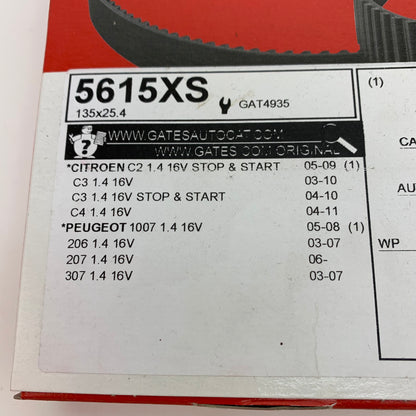 5615XS
135x25.4
GAT4935
(1)
WWW.GATESAUTOCAT.COM
WWW.GATES.COM/ORIGINAL
*CITROEN C2 1.4 16V STOP & START 05-09 (1)
C3 1.4 16V 03-10
C3 1.4 16V STOP & START 04-10
C4 1.4 16V 04-11
*PEUGEOT 1007 1.4 16V 05-08 (1)
206 1.4 16V 03-07
207 1.4 16V 06-
307 1.4 16V 03-07
CA
AU
WP